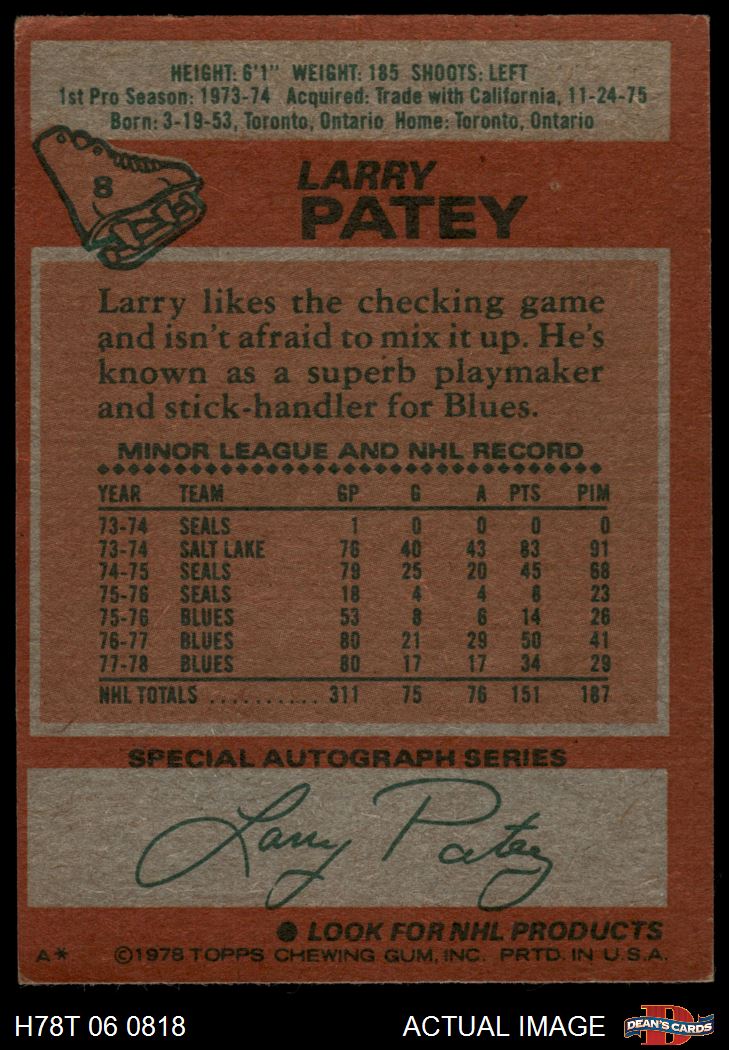 HEIGHT: 6'1" WEIGHT: 185 SHOOTS: LEFT
1st Pro Season: 1973-74 Acquired: Trade with California, 11-24-75
Born: 3-19-53, Toronto, Ontario Home: Toronto, Ontario
8
LARRY
PATEY
Larry likes the checking game
and isn't afraid to mix it up. He's
known as a superb playmaker
and stick-handler for Blues.
MINOR LEAGUE AND NHL RECORD
YEAR TEAM GP G A PTS PIM
73-74 SEALS 1 0 0 0 0
73-74 SALT LAKE 76 40 43 83 91
74-75 SEALS 79 25 20 45 68
75-76 SEALS 18 4 4 8 23
75-76 BLUES 53 8 6 14 26
76-77 BLUES 80 21 29 50 41
77-78 BLUES 80 17 17 34 29
NHL TOTALS .......... 311 75 76 151 187
SPECIAL AUTOGRAPH SERIES
Larry Patey
● LOOK FOR NHL PRODUCTS
A* ©1978 TOPPS CHEWING GUM, INC. PRTD. IN U.S.A.
H78T 06 0818 ACTUAL IMAGE DEAN'S CARDS